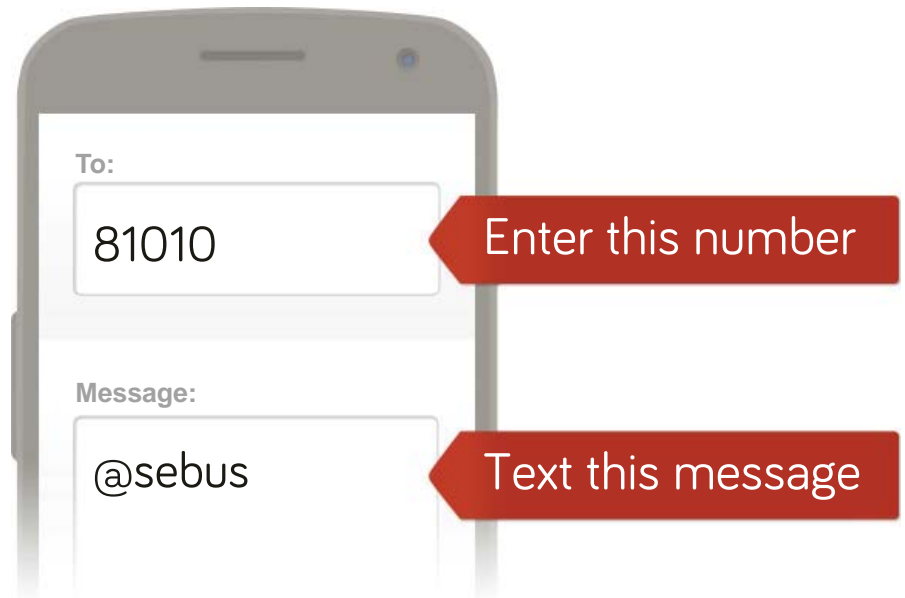 To:
81010
Enter this number
Message:
@sebus
Text this message